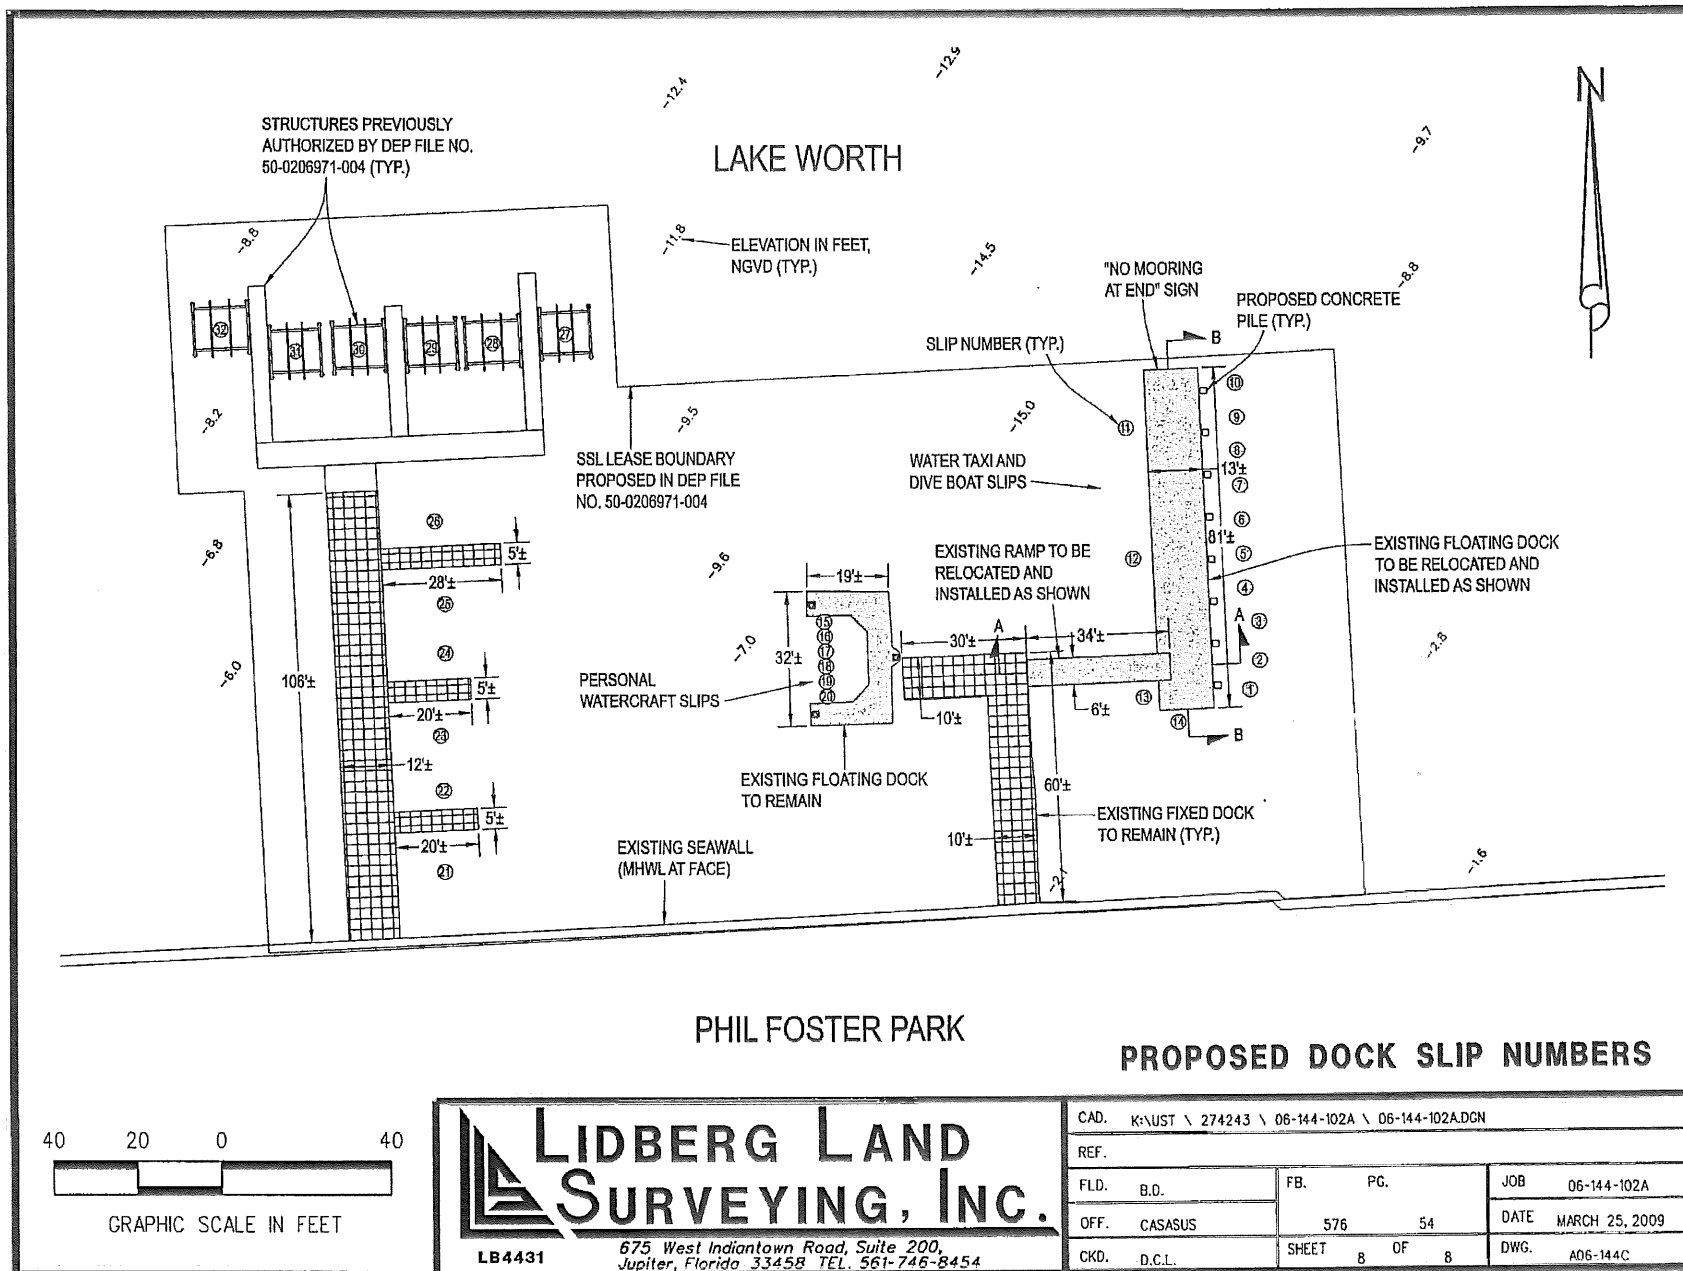 -12.9
-12.4
N
STRUCTURES PREVIOUSLY
AUTHORIZED BY DEP FILE NO.
50-0206971-004 (TYP.)
LAKE WORTH
-9.7
-8.8
-11.8
ELEVATION IN FEET,
NGVD (TYP.)
-14.5
"NO MOORING
AT END" SIGN
-8.8
PROPOSED CONCRETE
PILE (TYP.)
SLIP NUMBER (TYP.)
B
32
31
30
29
28
27
10
9
8
13'±
7
6
81'±
5
4
3
A
2
1
11
-8.2
-9.5
-15.0
SSL LEASE BOUNDARY
PROPOSED IN DEP FILE
NO. 50-0206971-004
WATER TAXI AND
DIVE BOAT SLIPS
26
5'±
28'±
25
-6.8
-9.6
EXISTING RAMP TO BE
RELOCATED AND
INSTALLED AS SHOWN
12
EXISTING FLOATING DOCK
TO BE RELOCATED AND
INSTALLED AS SHOWN
19'±
15
16
17
18
19
20
32'±
-7.0
30'±
A
34'±
-2.8
24
-6.0
106'±
5'±
20'±
23
PERSONAL
WATERCRAFT SLIPS
10'±
6'±
13
14
B
12'±
22
5'±
20'±
21
EXISTING FLOATING DOCK
TO REMAIN
60'±
EXISTING FIXED DOCK
TO REMAIN (TYP.)
10'±
EXISTING SEAWALL
(MHWL AT FACE)
-2.1
-1.6
PHIL FOSTER PARK
PROPOSED DOCK SLIP NUMBERS
40 20 0 40
GRAPHIC SCALE IN FEET
LIDBERG LAND
SURVEYING, INC.
LB4431
675 West Indiantown Road, Suite 200,
Jupiter, Florida 33458 TEL. 561-746-8454
CAD. K:\UST \ 274243 \ 06-144-102A \ 06-144-102A.DGN
REF.
FLD. B.D.
FB. PG.
JOB 06-144-102A
OFF. CASASUS
576 54
DATE MARCH 25, 2009
CKD. D.C.L.
SHEET 8 OF 8
DWG. A06-144C